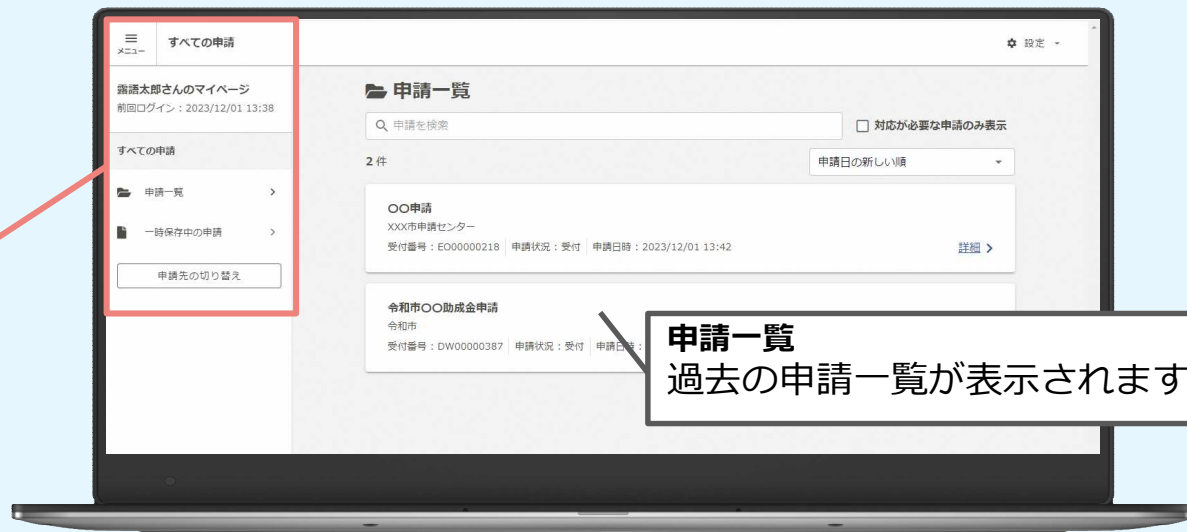 メニュー
すべての申請
設定
露語太郎さんのマイページ
前回ログイン：2023/12/01 13:38
すべての申請
申請一覧
一時保存中の申請
申請先の切り替え
申請一覧
申請を検索
対応が必要な申請のみ表示
2 件
申請日の新しい順
〇〇申請
XXX市申請センター
受付番号：EO00000218 申請状況：受付 申請日時：2023/12/01 13:42
詳細
令和市〇〇助成金申請
令和市
受付番号：DW00000387 申請状況：受付 申請日時：
申請一覧
過去の申請一覧が表示されます